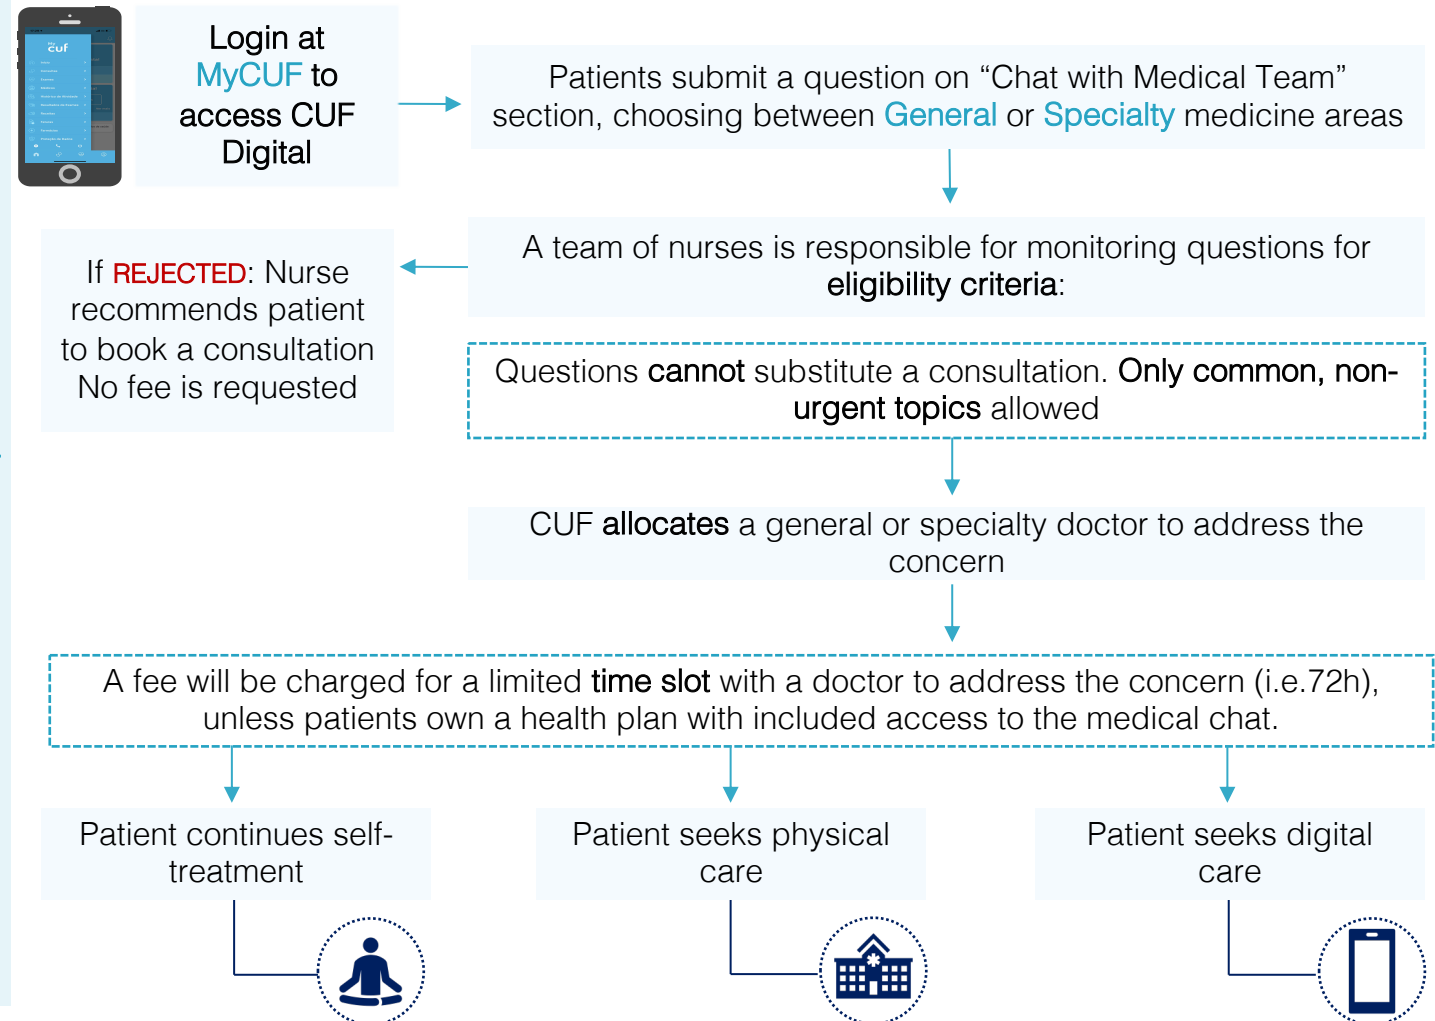 cuf
Login at
MyCUF to
access CUF
Digital
Patients submit a question on “Chat with Medical Team”
section, choosing between General or Specialty medicine areas
A team of nurses is responsible for monitoring questions for
eligibility criteria:
If REJECTED: Nurse
recommends patient
to book a consultation
No fee is requested
Questions cannot substitute a consultation. Only common, non-
urgent topics allowed
CUF allocates a general or specialty doctor to address the
concern
A fee will be charged for a limited time slot with a doctor to address the concern (i.e.72h),
unless patients own a health plan with included access to the medical chat.
Patient continues self-
treatment
Patient seeks physical
care
Patient seeks digital
care